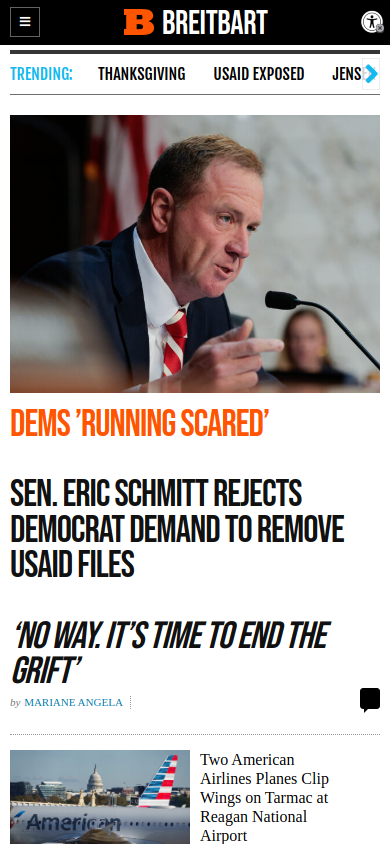 BREITBART
TRENDING: THANKSGIVING USAID EXPOSED
DEMS ’RUNNING SCARED’
SEN. ERIC SCHMITT REJECTS
DEMOCRAT DEMAND TO REMOVE
USAID FILES
‘NO WAY. IT’S TIME TO END THE
GRIFT’
by MARIANE ANGELA
Two American
Airlines Planes Clip
Wings on Tarmac at
Reagan National
Airport
American